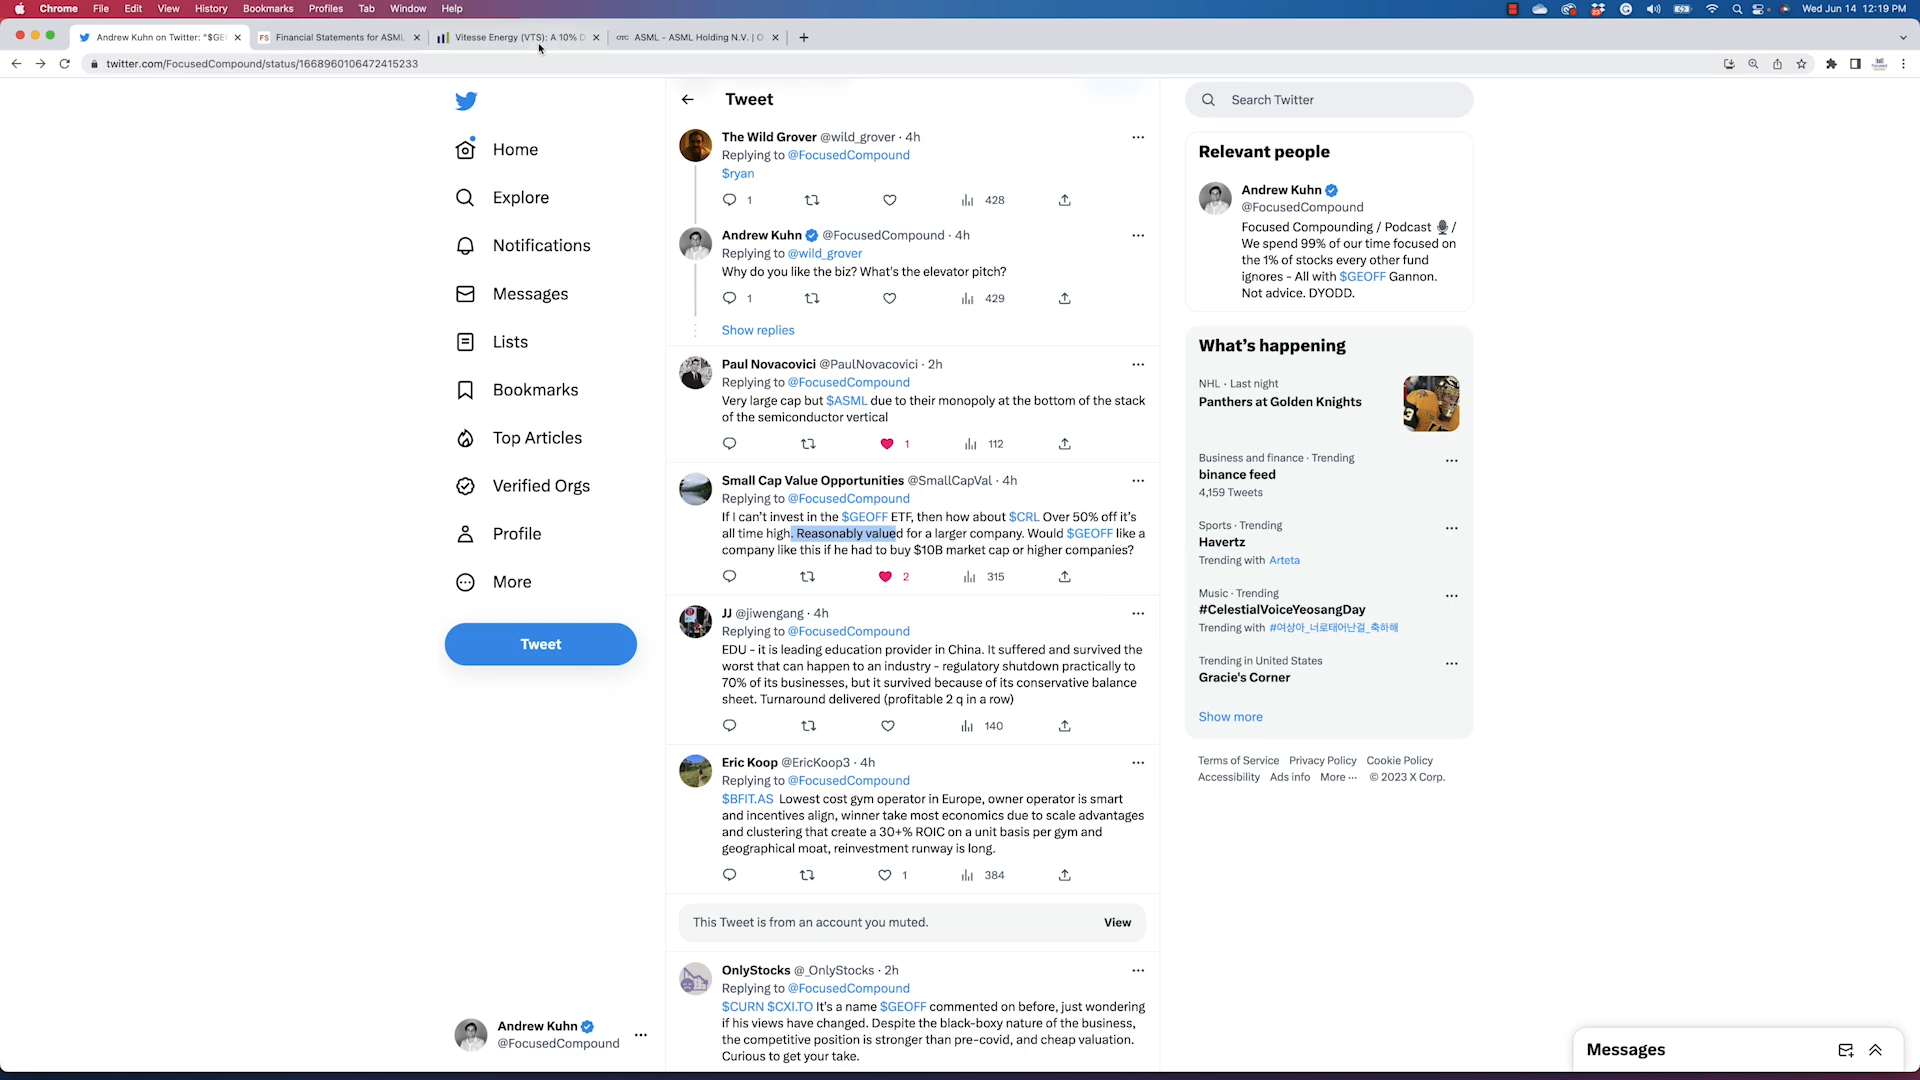 Chrome File Edit View History Bookmarks Profiles Tab Window Help
Wed Jun 14 12:19 PM
Andrew Kuhn on Twitter: "$GE
FS Financial Statements for ASML
Vitesse Energy (VTS): A 10% D
OTC ASML - ASML Holding N.V. | O
twitter.com/FocusedCompound/status/1668960106472415233
Home
Explore
Notifications
Messages
Lists
Bookmarks
Top Articles
Verified Orgs
Profile
More
Tweet
Andrew Kuhn
@FocusedCompound
Tweet
The Wild Grover @wild_grover · 4h
Replying to @FocusedCompound
$ryan
1 428
Andrew Kuhn @FocusedCompound · 4h
Replying to @wild_grover
Why do you like the biz? What's the elevator pitch?
1 429
Show replies
Paul Novacovici @PaulNovacovici · 2h
Replying to @FocusedCompound
Very large cap but $ASML due to their monopoly at the bottom of the stack
of the semiconductor vertical
1 112
Small Cap Value Opportunities @SmallCapVal · 4h
Replying to @FocusedCompound
If I can't invest in the $GEOFF ETF, then how about $CRL Over 50% off it's
all time high. Reasonably valued for a larger company. Would $GEOFF like a
company like this if he had to buy $10B market cap or higher companies?
2 315
JJ @jiwengang · 4h
Replying to @FocusedCompound
EDU - it is leading education provider in China. It suffered and survived the
worst that can happen to an industry - regulatory shutdown practically to
70% of its businesses, but it survived because of its conservative balance
sheet. Turnaround delivered (profitable 2 q in a row)
140
Eric Koop @EricKoop3 · 4h
Replying to @FocusedCompound
$BFIT.AS Lowest cost gym operator in Europe, owner operator is smart
and incentives align, winner take most economics due to scale advantages
and clustering that create a 30+% ROIC on a unit basis per gym and
geographical moat, reinvestment runway is long.
1 384
This Tweet is from an account you muted. View
OnlyStocks @_OnlyStocks · 2h
Replying to @FocusedCompound
$CURN $CXI.TO It's a name $GEOFF commented on before, just wondering
if his views have changed. Despite the black-boxy nature of the business,
the competitive position is stronger than pre-covid, and cheap valuation.
Curious to get your take.
Search Twitter
Relevant people
Andrew Kuhn
@FocusedCompound
Focused Compounding / Podcast /
We spend 99% of our time focused on
the 1% of stocks every other fund
ignores - All with $GEOFF Gannon.
Not advice. DYODD.
What's happening
NHL · Last night
Panthers at Golden Knights
Business and finance · Trending
binance feed
4,159 Tweets
Sports · Trending
Havertz
Trending with Arteta
Music · Trending
#CelestialVoiceYeosangDay
Trending with #여상아_너로태어난걸_축하해
Trending in United States
Gracie's Corner
Show more
Terms of Service Privacy Policy Cookie Policy
Accessibility Ads info More ··· © 2023 X Corp.
Messages